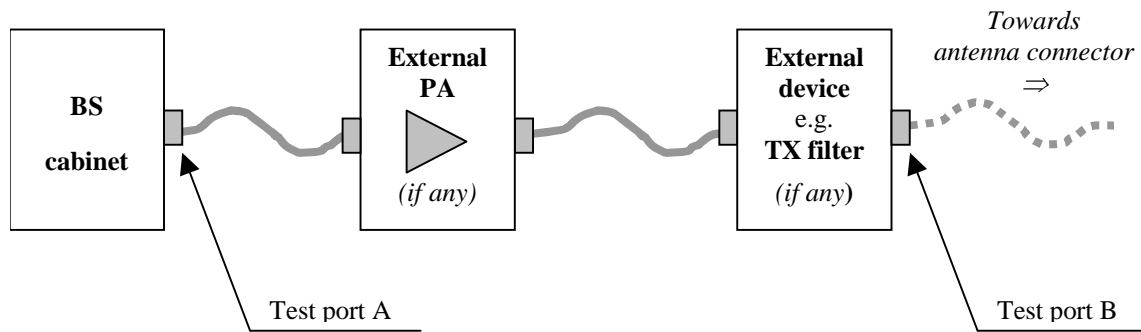 BS
cabinet
External
PA
(if any)
External
device
e.g.
TX filter
(if any)
Towards
antenna connector
⇒
Test port A
Test port B